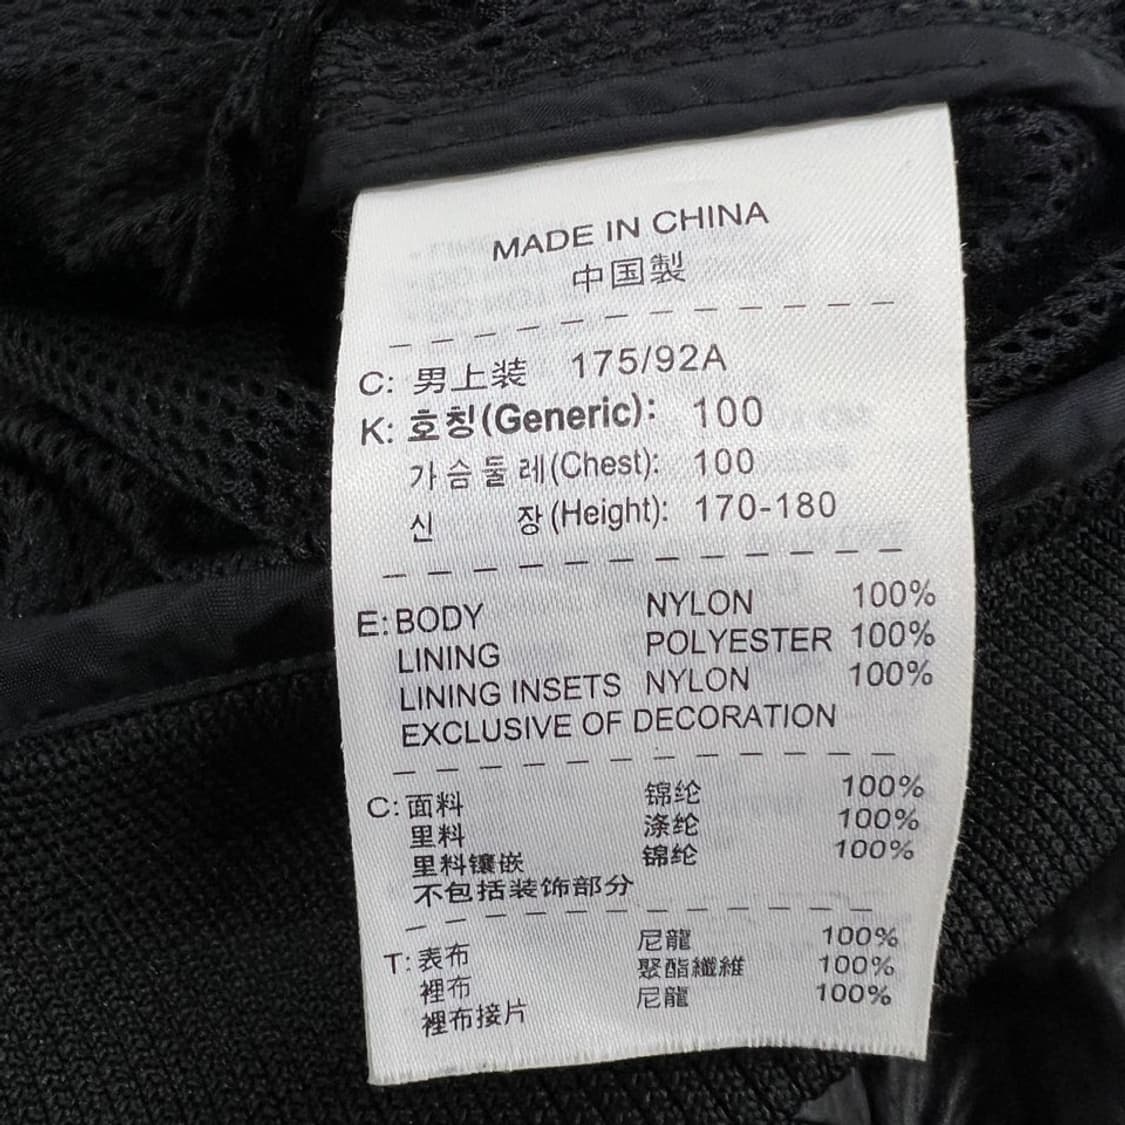 MADE IN CHINA
中国製
C: 男上装 175/92A
K: 호칭(Generic): 100
가슴둘레(Chest): 100
신 장(Height): 170-180
E: BODY NYLON 100%
LINING POLYESTER 100%
LINING INSETS NYLON 100%
EXCLUSIVE OF DECORATION
C: 面料 锦纶 100%
里料 涤纶 100%
里料镶嵌 锦纶 100%
不包括装饰部分
T: 表布 尼龍 100%
裡布 聚酯纖維 100%
裡布接片 尼龍 100%